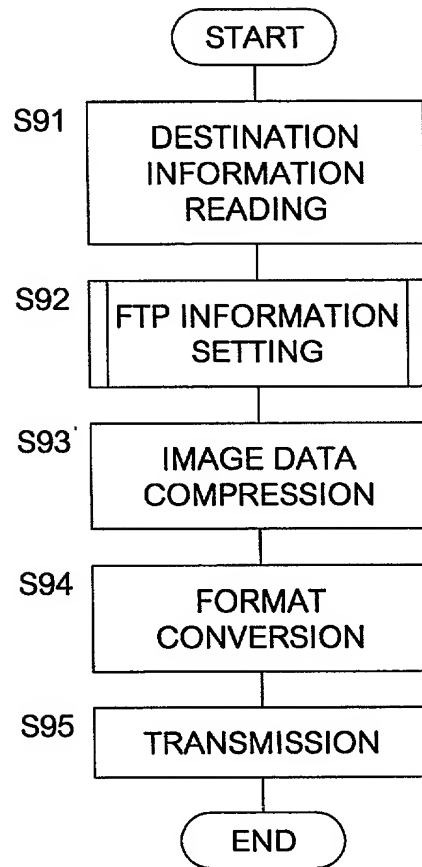 START
S91
DESTINATION
INFORMATION
READING
S92
FTP INFORMATION
SETTING
S93
IMAGE DATA
COMPRESSION
S94
FORMAT
CONVERSION
S95
TRANSMISSION
END